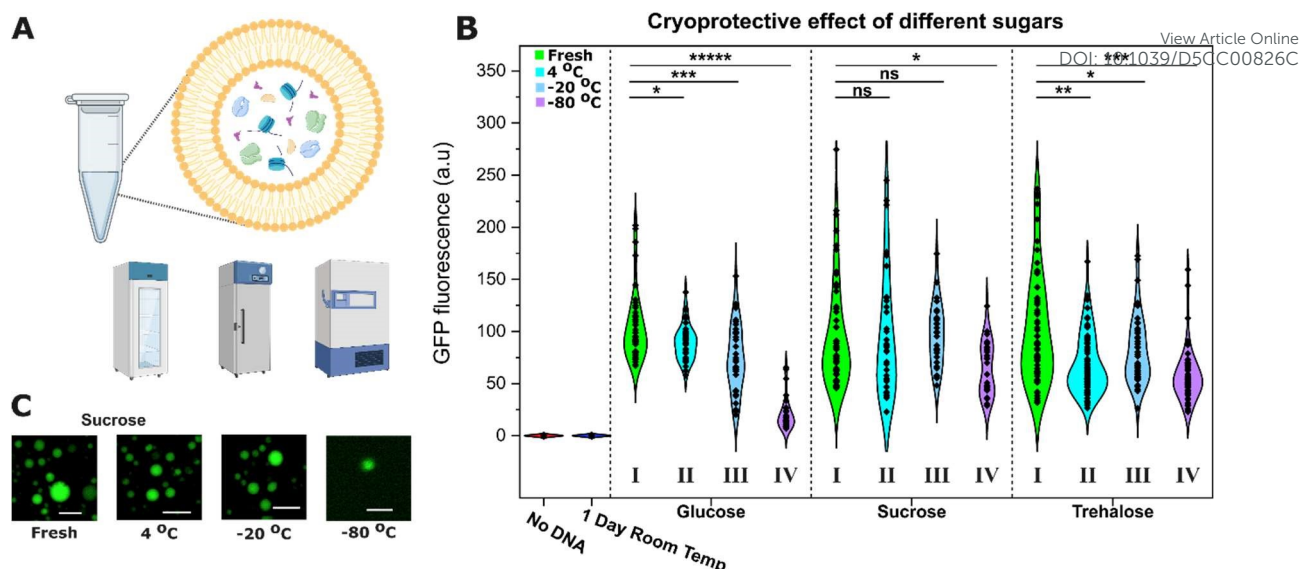 A
B
Cryoprotective effect of different sugars
View Article Online
DOI: 10.1039/D5CC00826C
Fresh
4 °C
-20 °C
-80 °C
*****
***
*
*
ns
ns
***
*
**
GFP fluorescence (a.u)
350
300
250
200
150
100
50
0
I II III IV I II III IV I II III IV
No DNA
1 Day Room Temp
Glucose
Sucrose
Trehalose
C
Sucrose
Fresh
4 °C
-20 °C
-80 °C